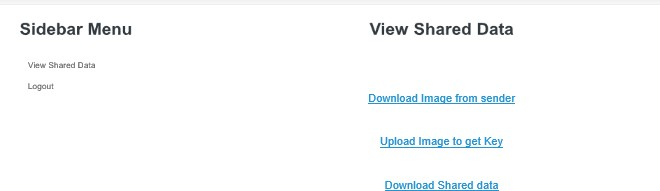 Sidebar Menu
View Shared Data
Logout
View Shared Data
Download Image from sender
Upload Image to get Key
Download Shared data